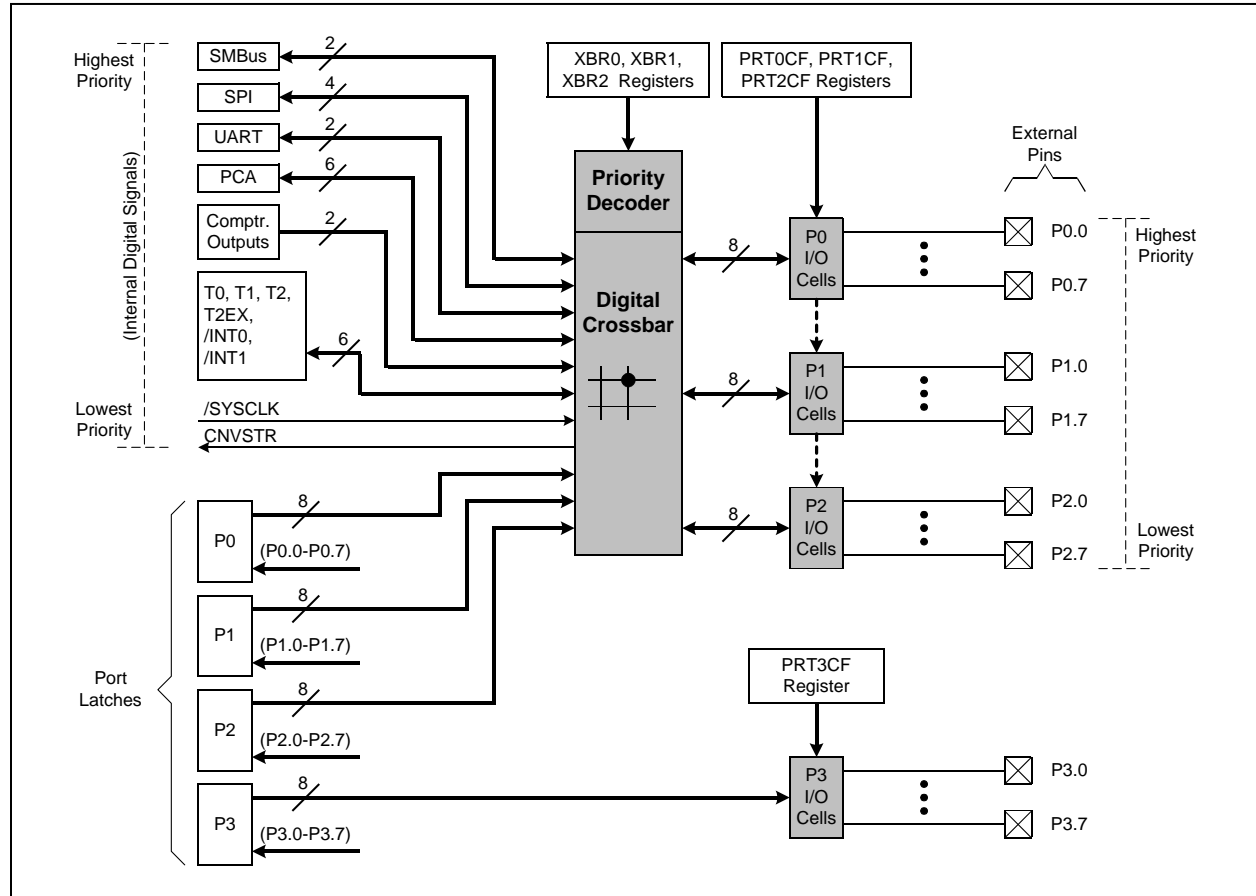 Highest
Priority
(Internal Digital Signals)
Lowest
Priority
SMBus
2
SPI
4
UART
2
PCA
6
Comptr.
Outputs
2
T0, T1, T2,
T2EX,
/INT0,
/INT1
6
/SYSCLK
CNVSTR
XBR0, XBR1,
XBR2 Registers
PRT0CF, PRT1CF,
PRT2CF Registers
Priority
Decoder
Digital
Crossbar
8
P0
I/O
Cells
8
P1
I/O
Cells
8
P2
I/O
Cells
External
Pins
P0.0
P0.7
P1.0
P1.7
P2.0
P2.7
Highest
Priority
Lowest
Priority
Port
Latches
P0
8
(P0.0-P0.7)
P1
8
(P1.0-P1.7)
P2
8
(P2.0-P2.7)
P3
8
(P3.0-P3.7)
PRT3CF
Register
P3
I/O
Cells
P3.0
P3.7